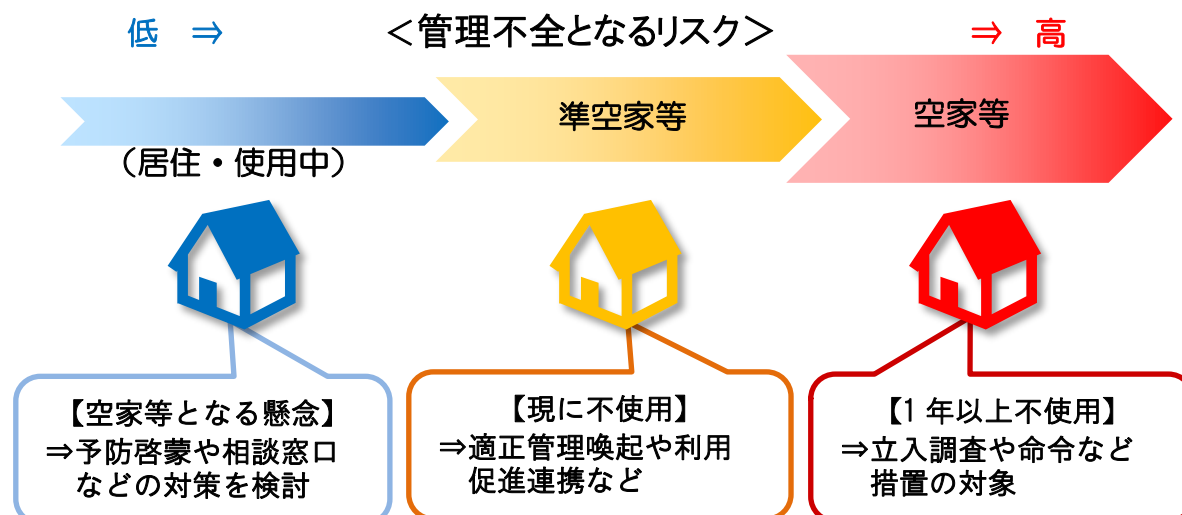 低 ⇒ ＜管理不全となるリスク＞ ⇒ 高
準空家等
空家等
（居住・使用中）
【空家等となる懸念】
⇒予防啓蒙や相談窓口
などの対策を検討
【現に不使用】
⇒適正管理喚起や利用
促進連携など
【1年以上不使用】
⇒立入調査や命令など
措置の対象